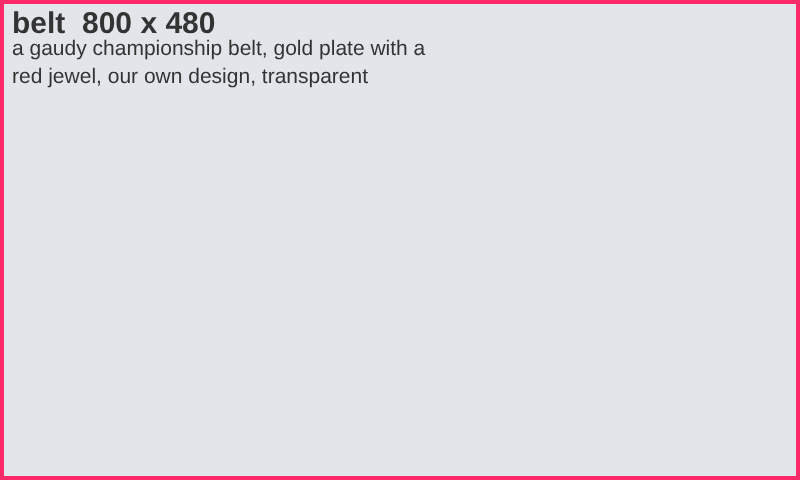 belt  800 x 480
a gaudy championship belt, gold plate with a
red jewel, our own design, transparent